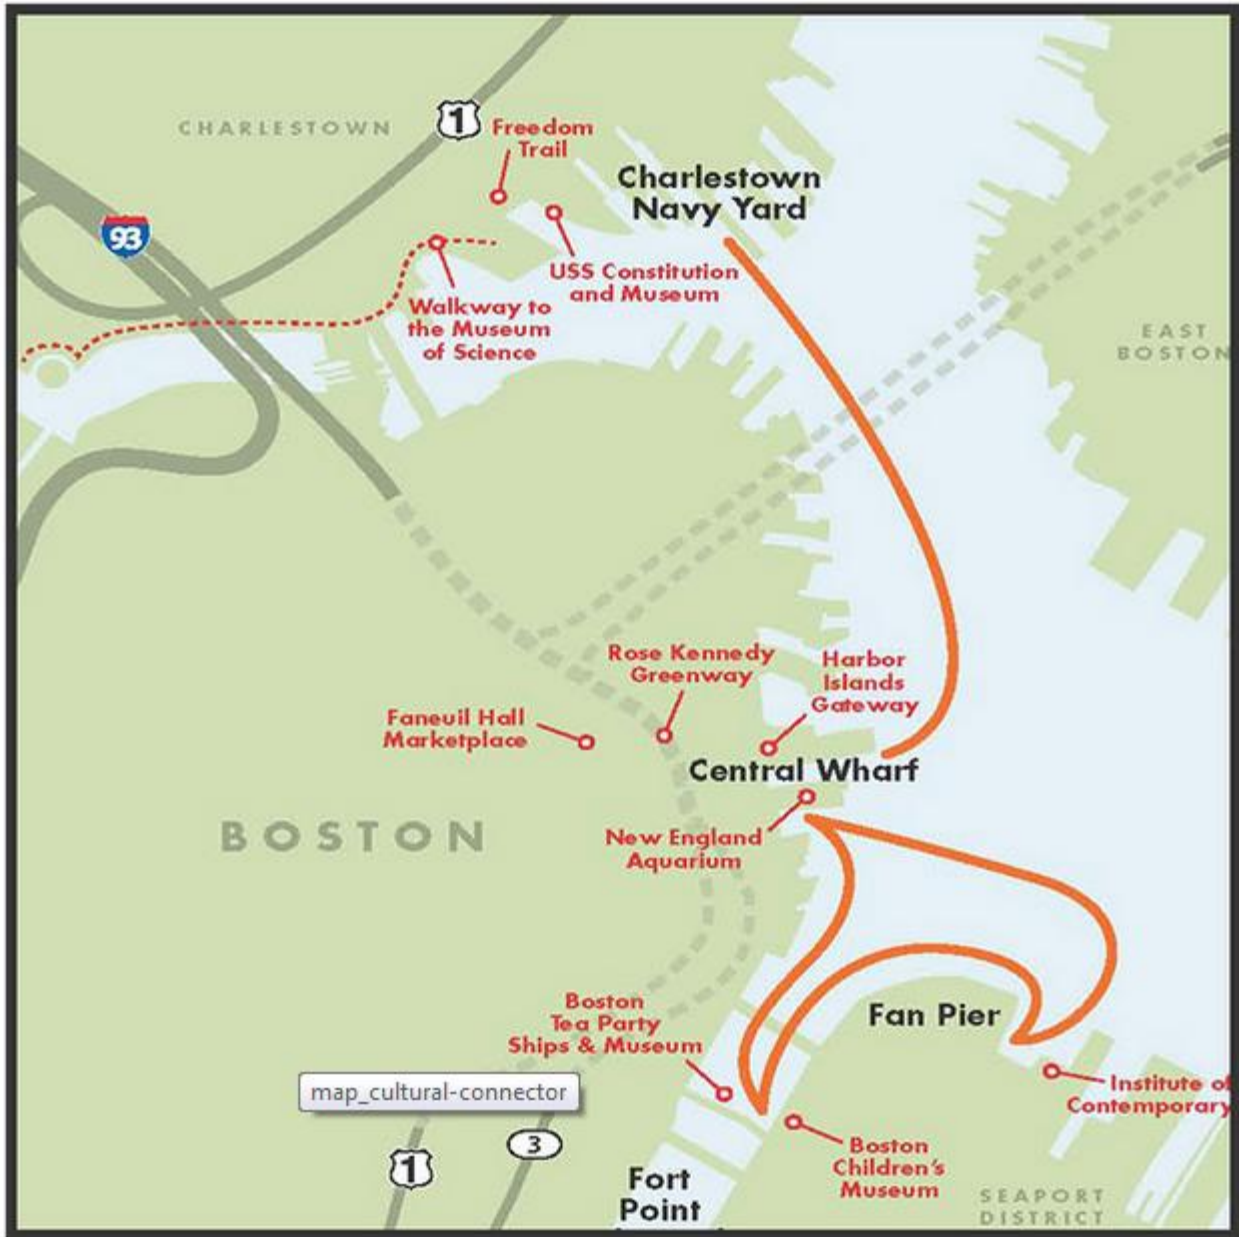 CHARLESTOWN
1
Freedom
Trail
Charlestown
Navy Yard
93
USS Constitution
and Museum
Walkway to
the Museum
of Science
EAST
BOSTON
Rose Kennedy
Greenway
Harbor
Islands
Gateway
Faneuil Hall
Marketplace
Central Wharf
BOSTON
New England
Aquarium
Boston
Tea Party
Ships & Museum
Fan Pier
map_cultural-connector
Institute of
Contemporary
3
1
Boston
Children's
Museum
Fort
Point
SEAPORT
DISTRICT